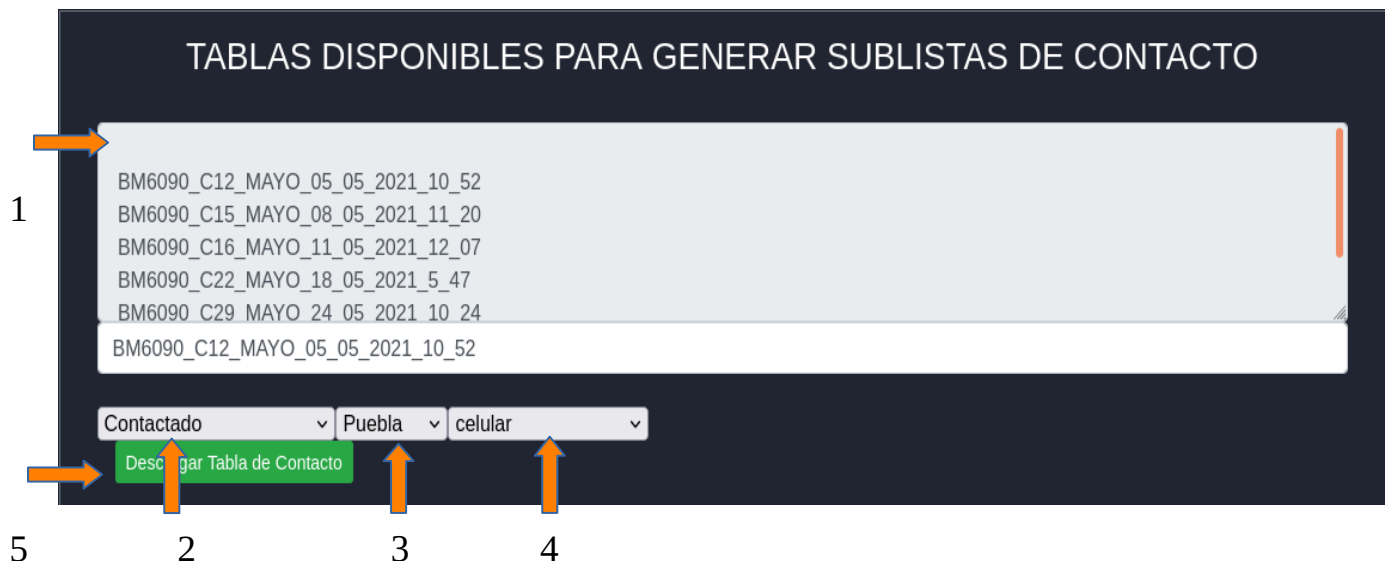 TABLAS DISPONIBLES PARA GENERAR SUBLISTAS DE CONTACTO
1
BM6090_C12_MAYO_05_05_2021_10_52
BM6090_C15_MAYO_08_05_2021_11_20
BM6090_C16_MAYO_11_05_2021_12_07
BM6090_C22_MAYO_18_05_2021_5_47
BM6090_C29_MAYO_24_05_2021_10_24
BM6090_C12_MAYO_05_05_2021_10_52
Contactado Puebla celular
Descargar Tabla de Contacto
5 2 3 4